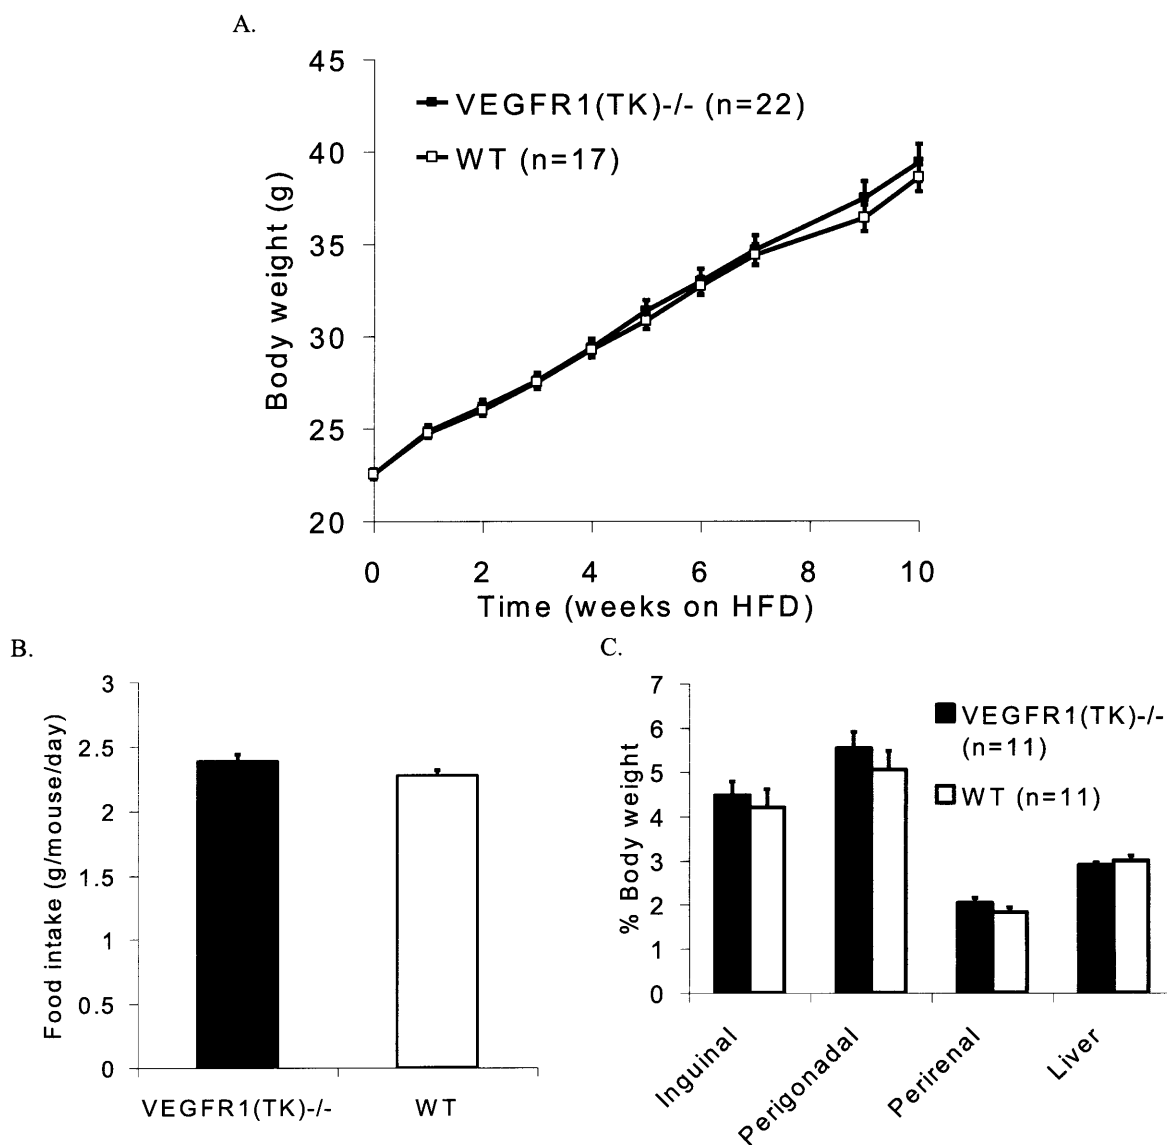 A.
45
40
35
30
25
20
Body weight (g)
VEGFR1(TK)-/- (n=22)
WT (n=17)
0 2 4 6 8 10
Time (weeks on HFD)
B.
3
2.5
2
1.5
1
0.5
0
Food intake (g/mouse/day)
VEGFR1(TK)-/- WT
C.
7
6
5
4
3
2
1
0
% Body weight
VEGFR1(TK)-/-
(n=11)
WT (n=11)
Inguinal
Perigonadal
Perirenal
Liver